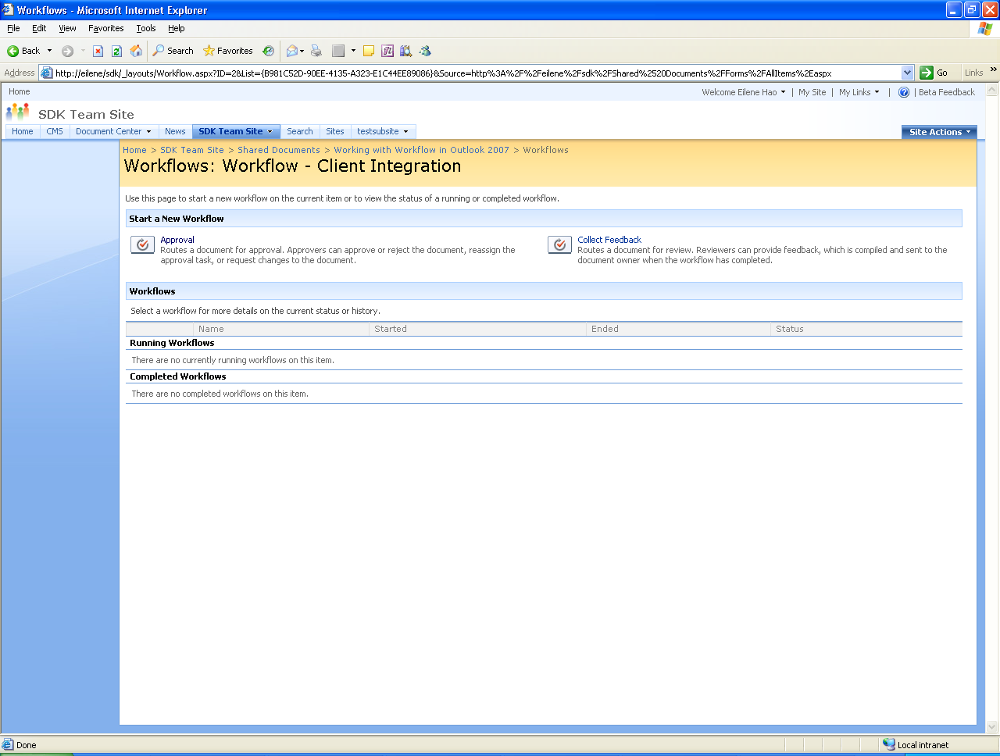 Workflows - Microsoft Internet Explorer
File Edit View Favorites Tools Help
Back Search Favorites
Address http://eilene/sdk/_layouts/Workflow.aspx?ID=2&List={B981C52D-90EE-4135-A323-E1C44EE89086}&Source=http%3A%2F%2Feilene%2Fsdk%2FShared%2520Documents%2FForms%2FAllItems%2Easpx Go Links »
Home Welcome Eilene Hao | My Site | My Links | Beta Feedback
SDK Team Site
Home CMS Document Center News SDK Team Site Search Sites testsubsite Site Actions
Home > SDK Team Site > Shared Documents > Working with Workflow in Outlook 2007 > Workflows
Workflows: Workflow - Client Integration
Use this page to start a new workflow on the current item or to view the status of a running or completed workflow.
Start a New Workflow
Approval
Routes a document for approval. Approvers can approve or reject the document, reassign the
approval task, or request changes to the document.
Collect Feedback
Routes a document for review. Reviewers can provide feedback, which is compiled and sent to the
document owner when the workflow has completed.
Workflows
Select a workflow for more details on the current status or history.
Name Started Ended Status
Running Workflows
There are no currently running workflows on this item.
Completed Workflows
There are no completed workflows on this item.
Done Local intranet